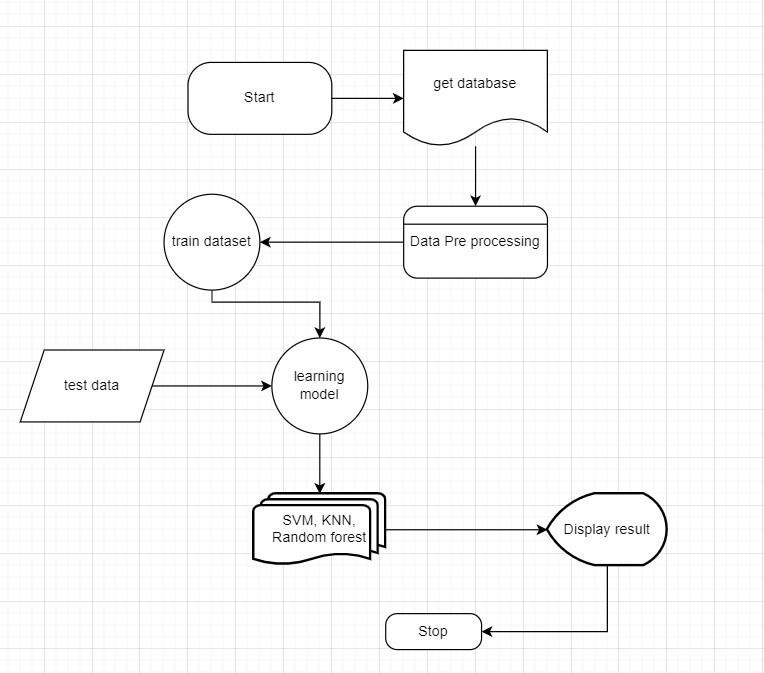 Start
get database
Data Pre processing
train dataset
learning
model
test data
SVM, KNN,
Random forest
Display result
Stop